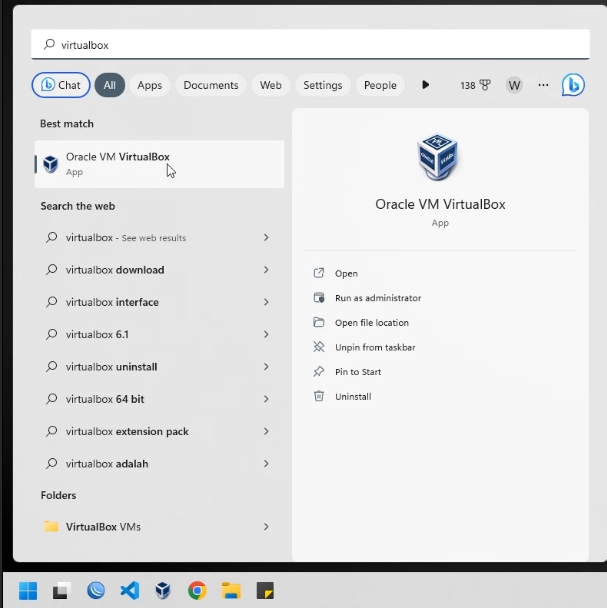 virtualbox
Chat All Apps Documents Web Settings People 138 W ...
Best match
Oracle VM VirtualBox
App
Search the web
virtualbox - See web results
virtualbox download
virtualbox interface
virtualbox 6.1
virtualbox uninstall
virtualbox 64 bit
virtualbox extension pack
virtualbox adalah
Folders
VirtualBox VMs
Oracle VM VirtualBox
App
Open
Run as administrator
Open file location
Unpin from taskbar
Pin to Start
Uninstall